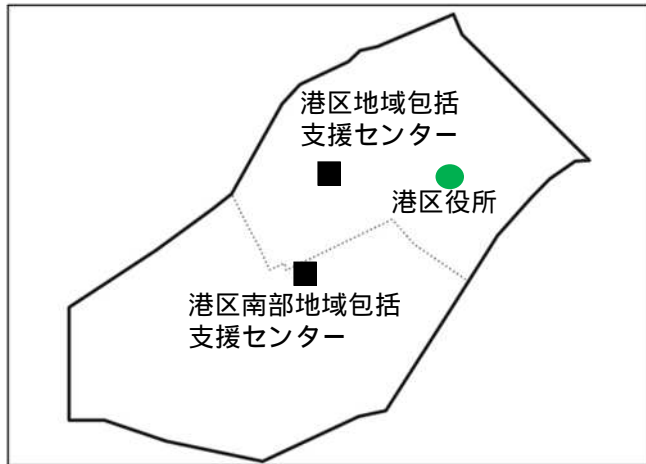 港区地域包括
支援センター
港区役所
港区南部地域包括
支援センター